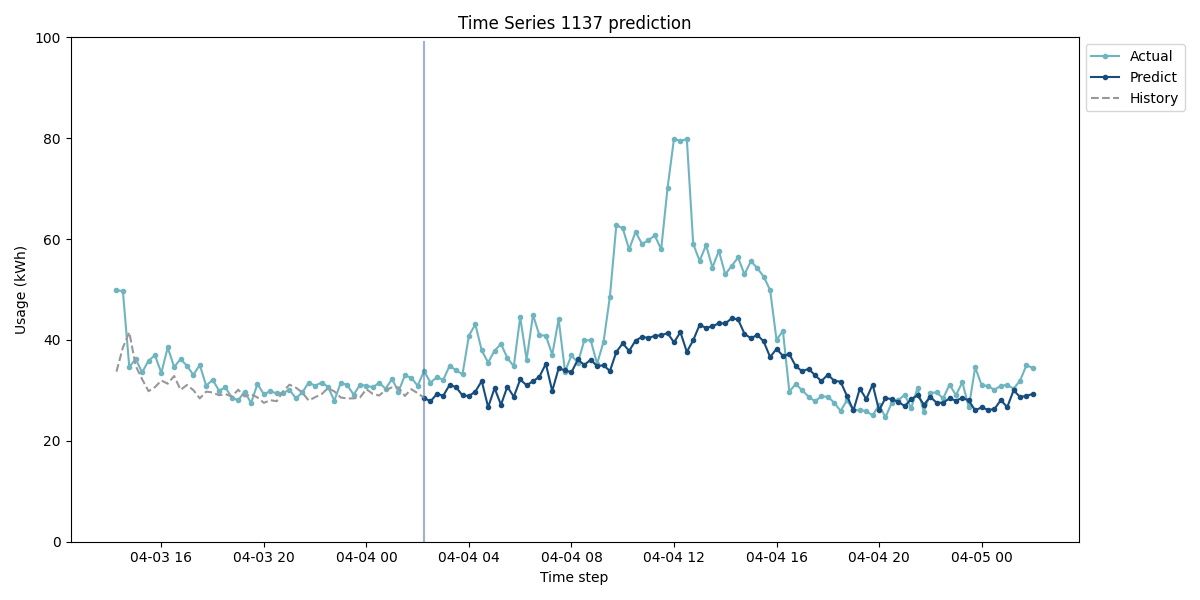 Time Series 1137 prediction
Actual
Predict
History
Usage (kWh)
100
80
60
40
20
0
04-03 16
04-03 20
04-04 00
04-04 04
04-04 08
04-04 12
04-04 16
04-04 20
04-05 00
Time step